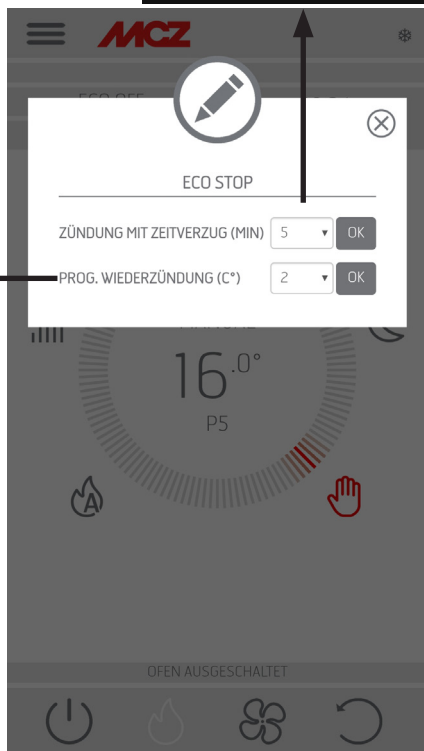 MCZ
ECO OFF
ECO STOP
ZÜNDUNG MIT ZEITVERZUG (MIN) 5 OK
PROG. WIEDERZÜNDUNG (C°) 2 OK
16.0°
P5
A
OFEN AUSGESCHALTET